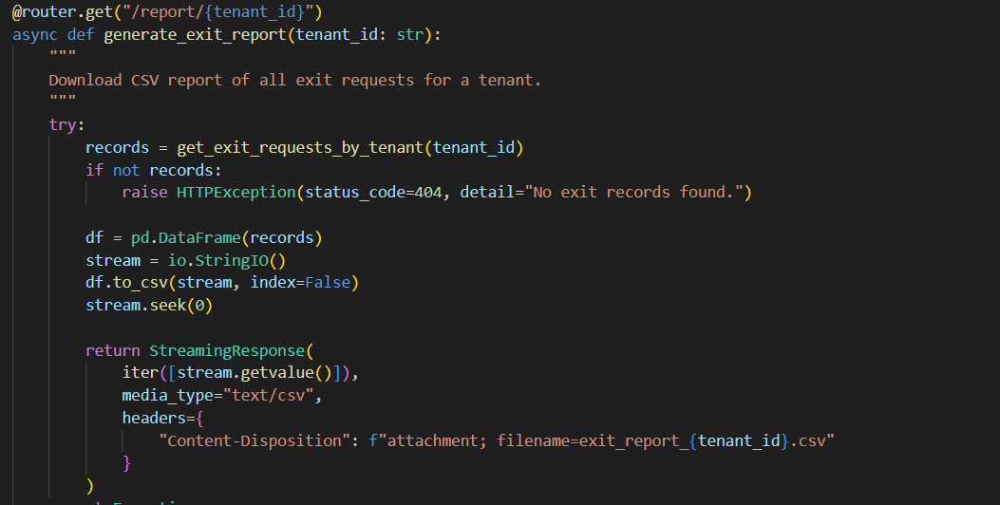 @router.get("/report/{tenant_id}")
async def generate_exit_report(tenant_id: str):
    """
    Download CSV report of all exit requests for a tenant.
    """
    try:
        records = get_exit_requests_by_tenant(tenant_id)
        if not records:
            raise HTTPException(status_code=404, detail="No exit records found.")

        df = pd.DataFrame(records)
        stream = io.StringIO()
        df.to_csv(stream, index=False)
        stream.seek(0)

        return StreamingResponse(
            iter([stream.getvalue()]),
            media_type="text/csv",
            headers={
                "Content-Disposition": f"attachment; filename=exit_report_{tenant_id}.csv"
            }
        )